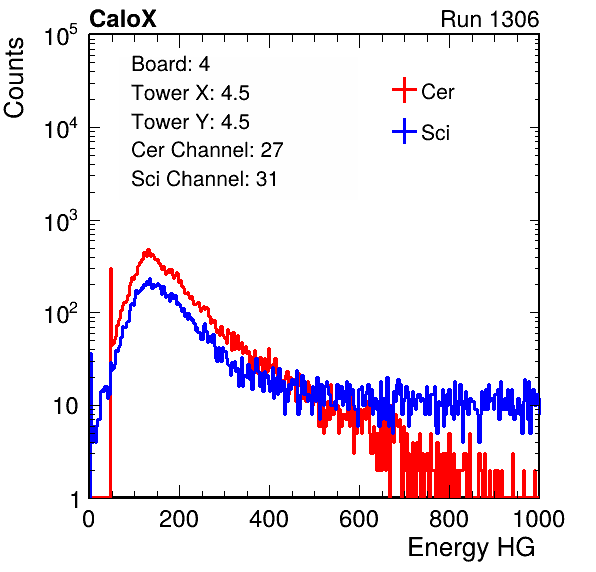 CaloX Run 1306
Counts
10^5
10^4
10^3
10^2
10
1
Board: 4
Tower X: 4.5
Tower Y: 4.5
Cer Channel: 27
Sci Channel: 31
Cer
Sci
0 200 400 600 800 1000
Energy HG